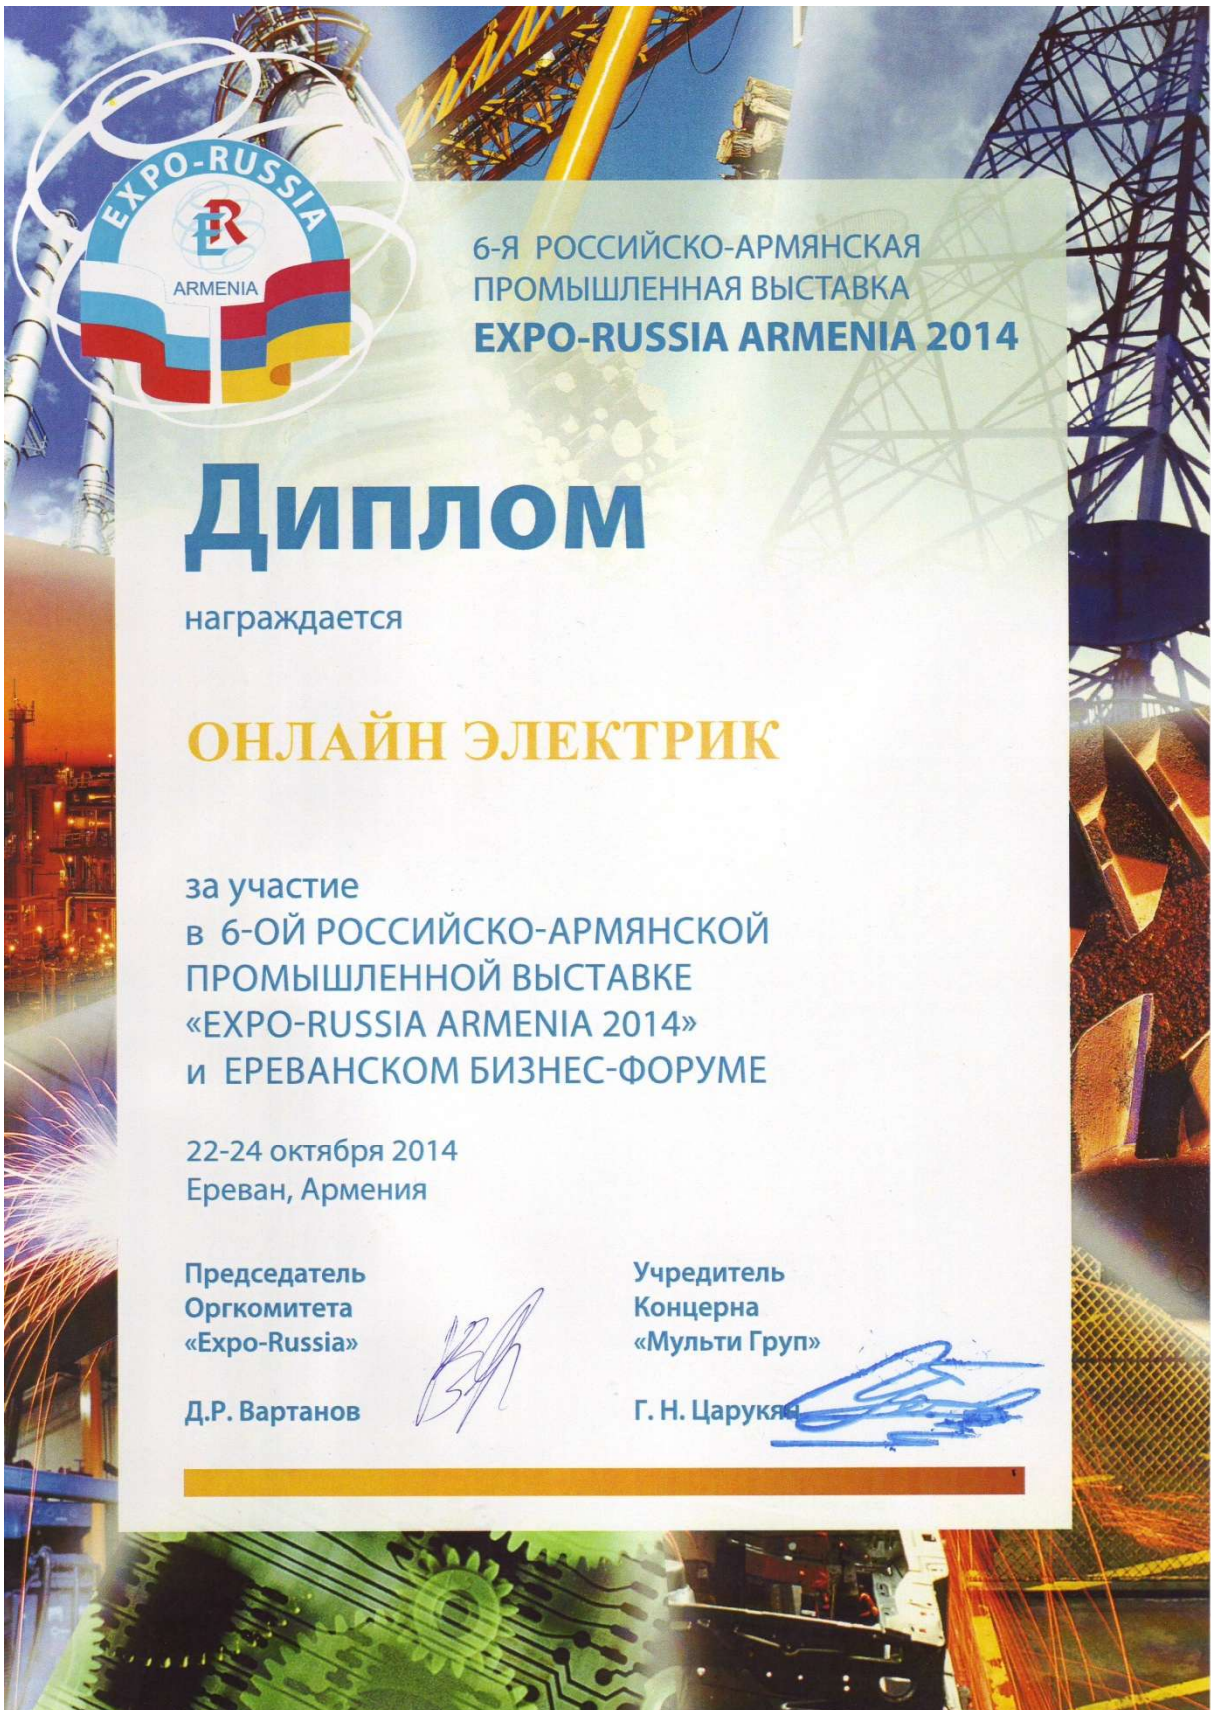 EXPO-RUSSIA
ER
ARMENIA
6-Я РОССИЙСКО-АРМЯНСКАЯ
ПРОМЫШЛЕННАЯ ВЫСТАВКА
EXPO-RUSSIA ARMENIA 2014
Диплом
награждается
ОНЛАЙН ЭЛЕКТРИК
за участие
в 6-ОЙ РОССИЙСКО-АРМЯНСКОЙ
ПРОМЫШЛЕННОЙ ВЫСТАВКЕ
«EXPO-RUSSIA ARMENIA 2014»
и ЕРЕВАНСКОМ БИЗНЕС-ФОРУМЕ
22-24 октября 2014
Ереван, Армения
Председатель
Оргкомитета
«Expo-Russia»
Д.Р. Вартанов
Учредитель
Концерна
«Мульти Груп»
Г. Н. Царукян